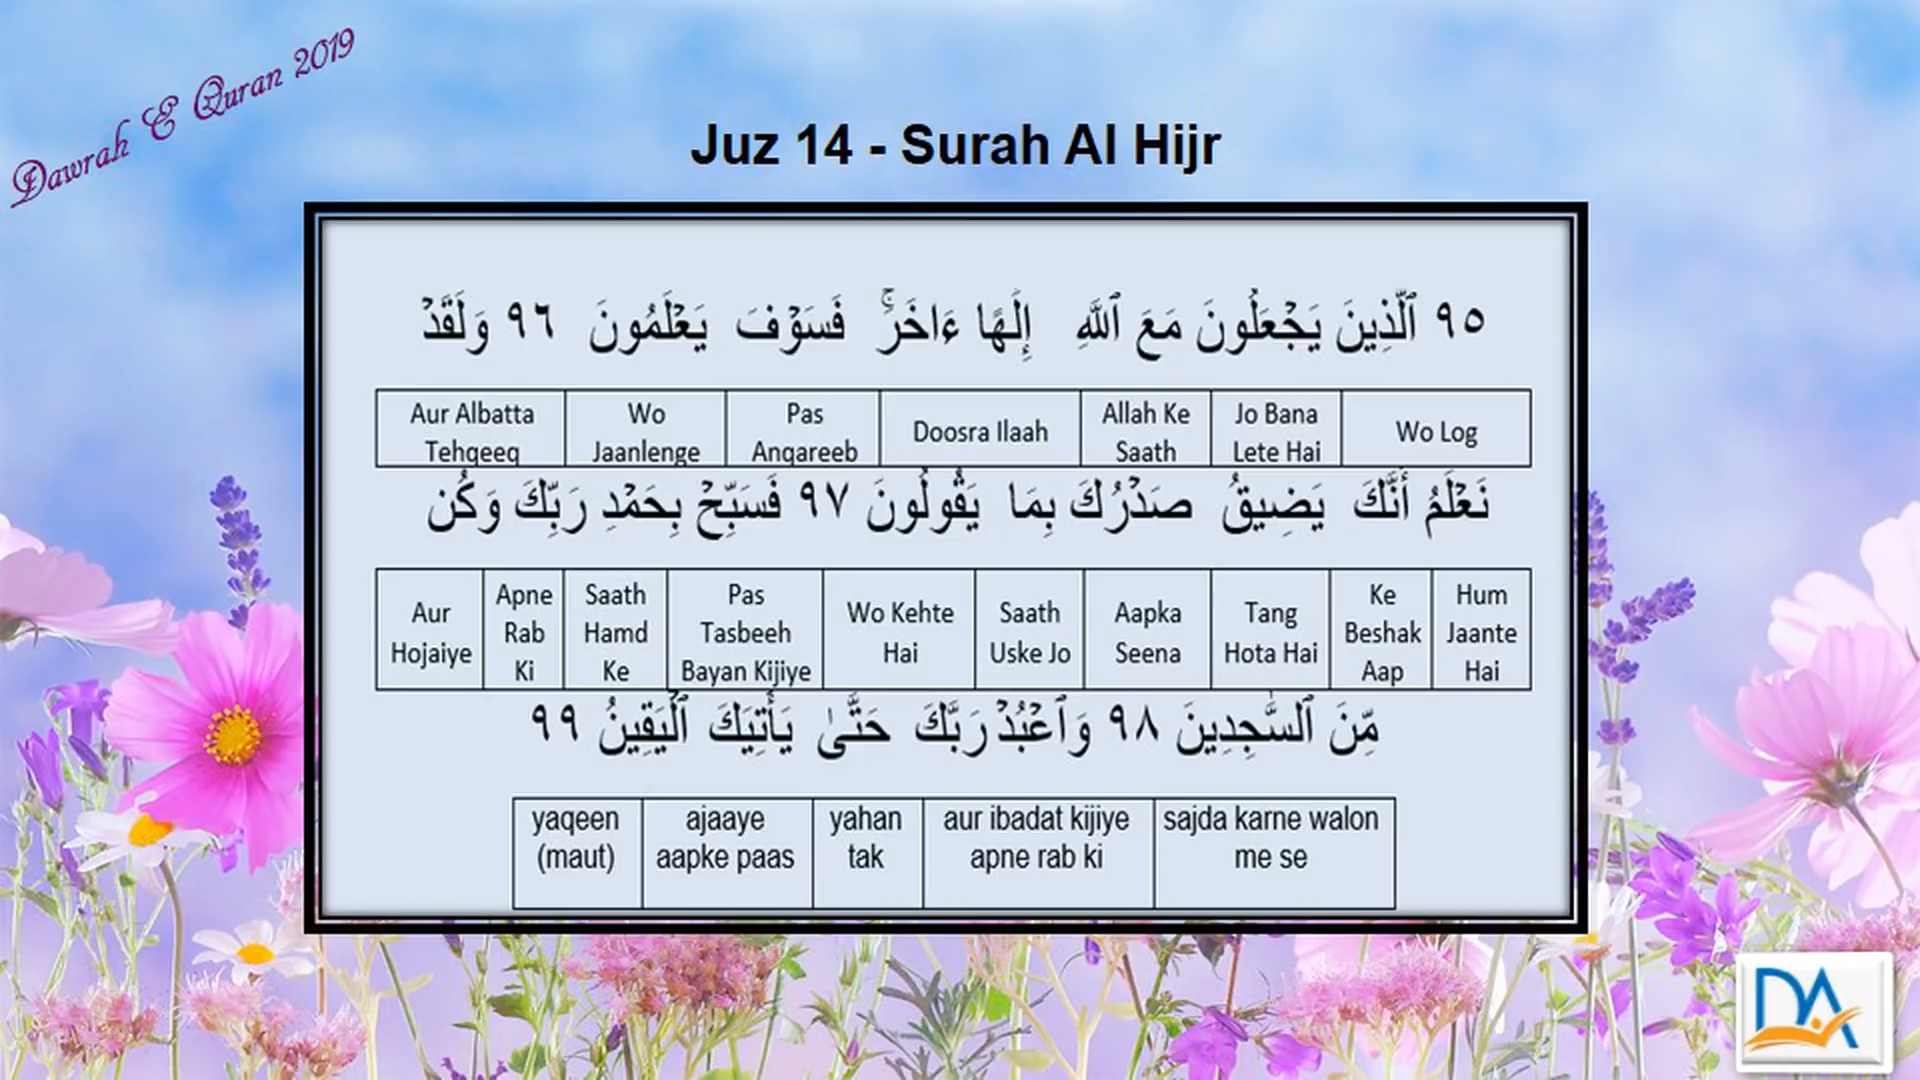 Dawrah E Quran 2019
Juz 14 - Surah Al Hijr
٩٥ ٱلَّذِينَ يَجۡعَلُونَ مَعَ ٱللَّهِ إِلَٰهًا ءَاخَرَۚ فَسَوۡفَ يَعۡلَمُونَ ٩٦ وَلَقَدۡ
Aur Albatta Tehqeeq | Wo Jaanlenge | Pas Anqareeb | Doosra Ilaah | Allah Ke Saath | Jo Bana Lete Hai | Wo Log
نَعۡلَمُ أَنَّكَ يَضِيقُ صَدۡرُكَ بِمَا يَقُولُونَ ٩٧ فَسَبِّحۡ بِحَمۡدِ رَبِّكَ وَكُن
Aur Hojaiye | Apne Rab Ki | Saath Hamd Ke | Pas Tasbeeh Bayan Kijiye | Wo Kehte Hai | Saath Uske Jo | Aapka Seena | Tang Hota Hai | Ke Beshak Aap | Hum Jaante Hai
مِّنَ ٱلسَّٰجِدِينَ ٩٨ وَٱعۡبُدۡ رَبَّكَ حَتَّىٰ يَأۡتِيَكَ ٱلۡيَقِينُ ٩٩
yaqeen (maut) | ajaaye aapke paas | yahan tak | aur ibadat kijiye apne rab ki | sajda karne walon me se
DA